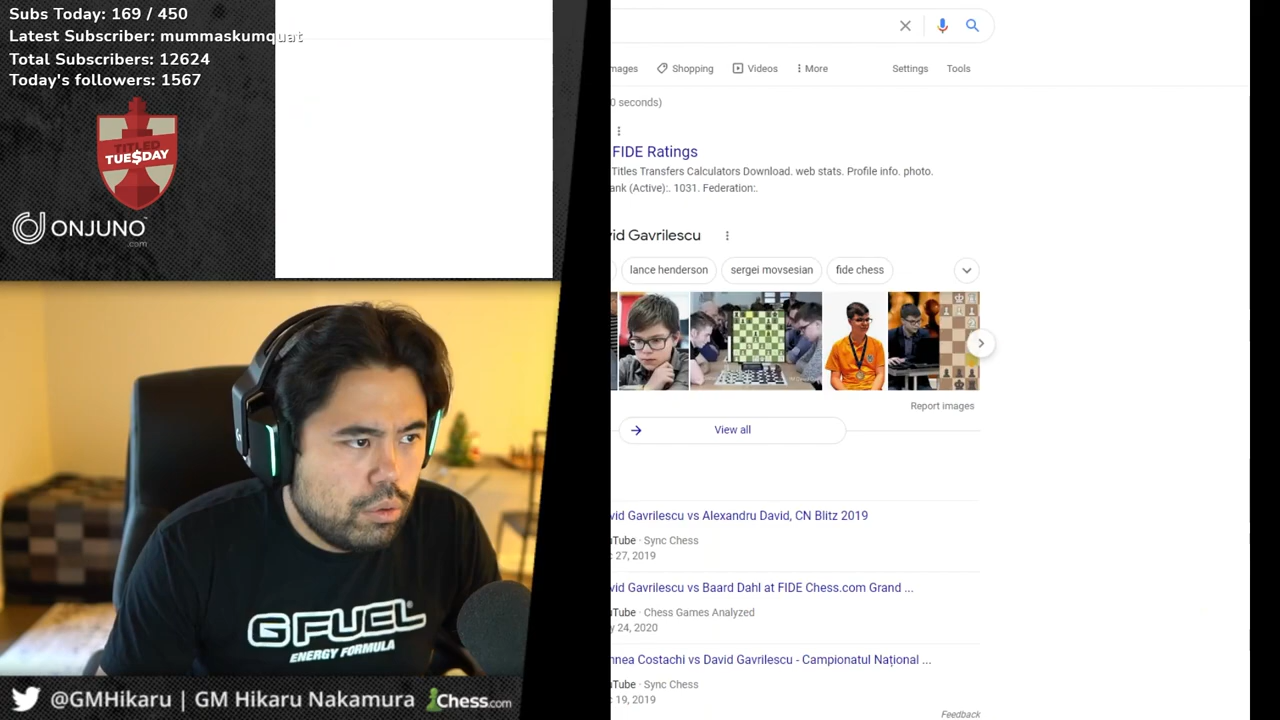 Subs Today: 169 / 450
Latest Subscriber: mummaskumquat
Total Subscribers: 12624
Today's followers: 1567
TITLED
TUE$DAY
ONJUNO
.com
mages Shopping Videos More Settings Tools
0 seconds)
FIDE Ratings
Titles Transfers Calculators Download. web stats. Profile info. photo.
ank (Active):. 1031. Federation:.
vid Gavrilescu
lance henderson sergei movsesian fide chess
Report images
View all
vid Gavrilescu vs Alexandru David, CN Blitz 2019
uTube · Sync Chess
27, 2019
vid Gavrilescu vs Baard Dahl at FIDE Chess.com Grand ...
uTube · Chess Games Analyzed
y 24, 2020
nnea Costachi vs David Gavrilescu - Campionatul Național ...
uTube · Sync Chess
19, 2019
Feedback
G FUEL
ENERGY FORMULA
@GMHikaru | GM Hikaru Nakamura Chess.com